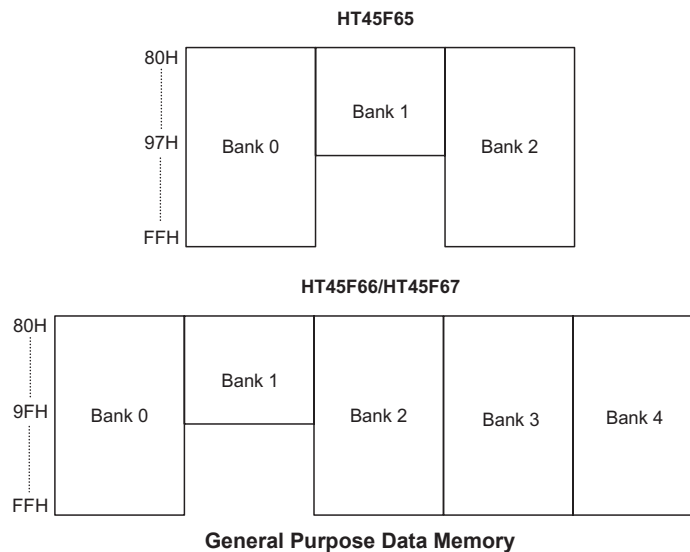 HT45F65
80H
Bank 1
97H
Bank 0
Bank 2
FFH
HT45F66/HT45F67
80H
Bank 1
9FH
Bank 0
Bank 2
Bank 3
Bank 4
FFH
General Purpose Data Memory